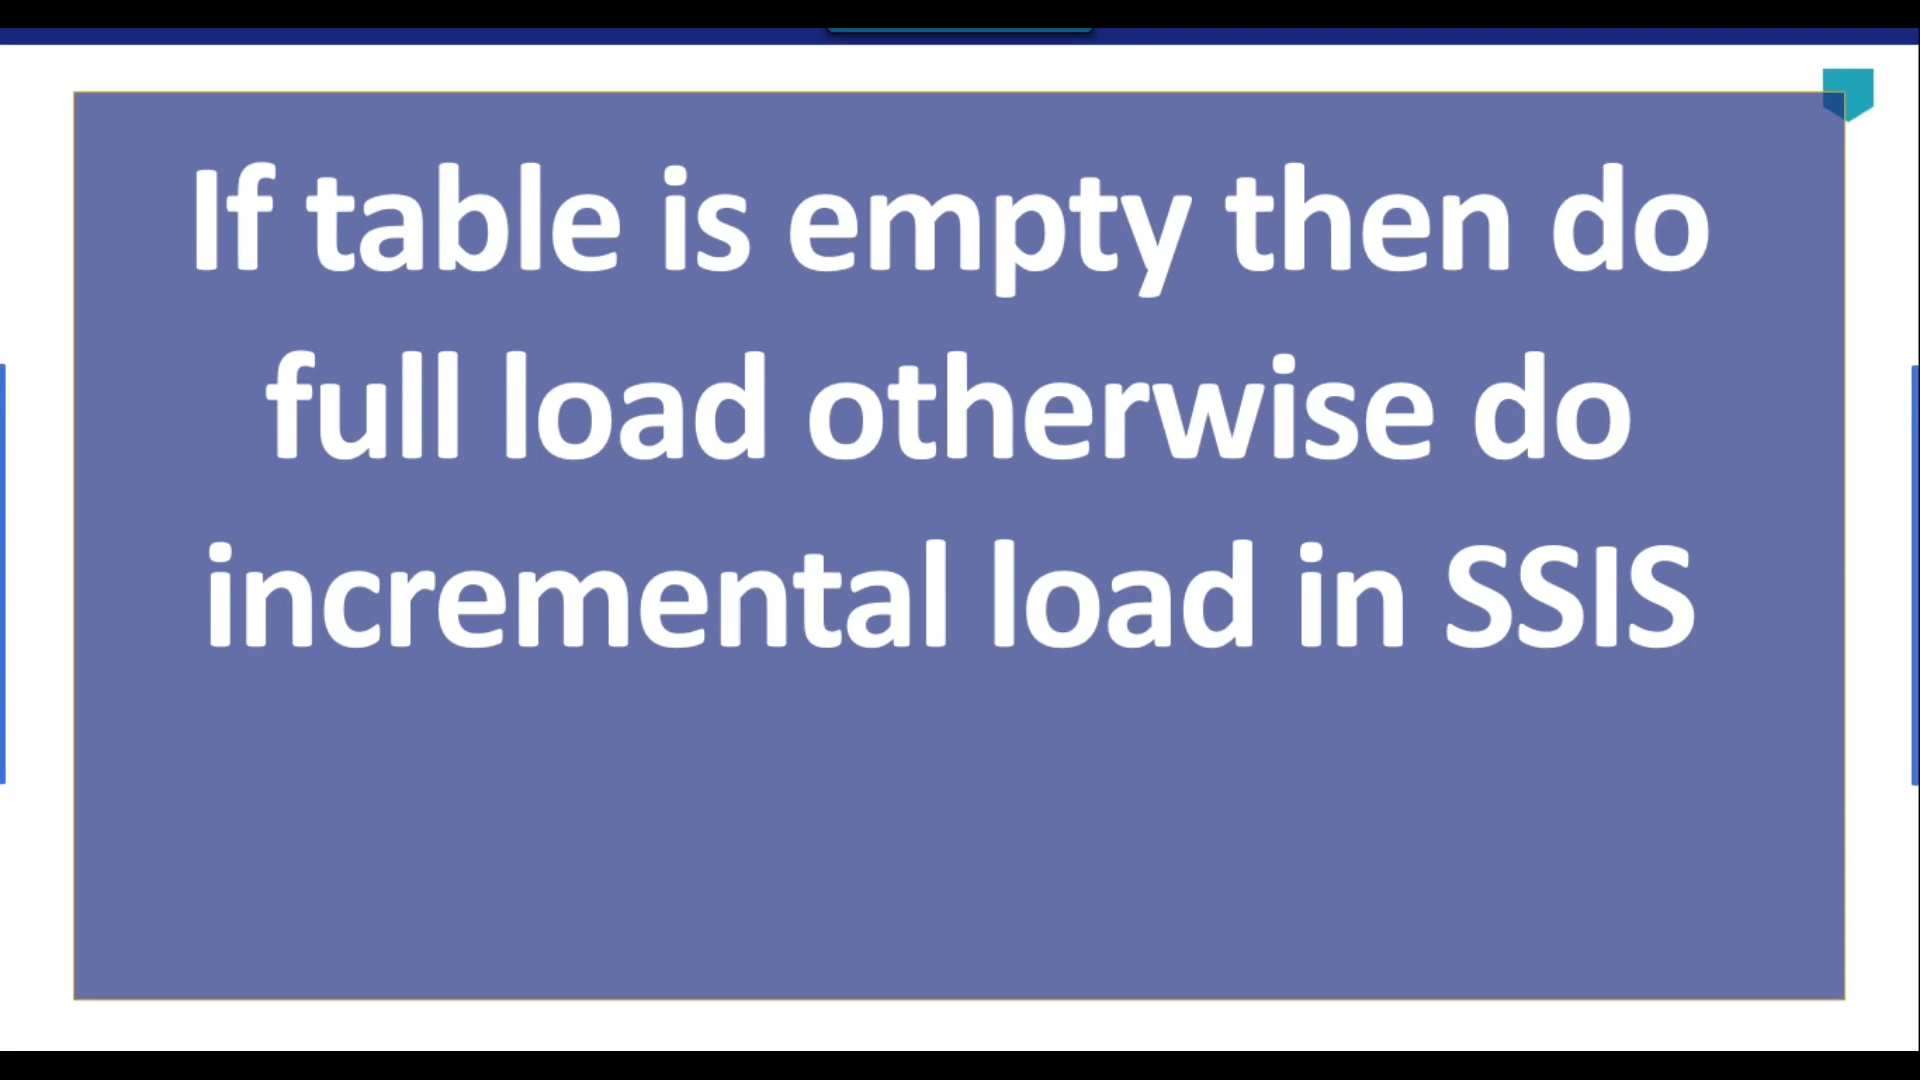 If table is empty then do
full load otherwise do
incremental load in SSIS